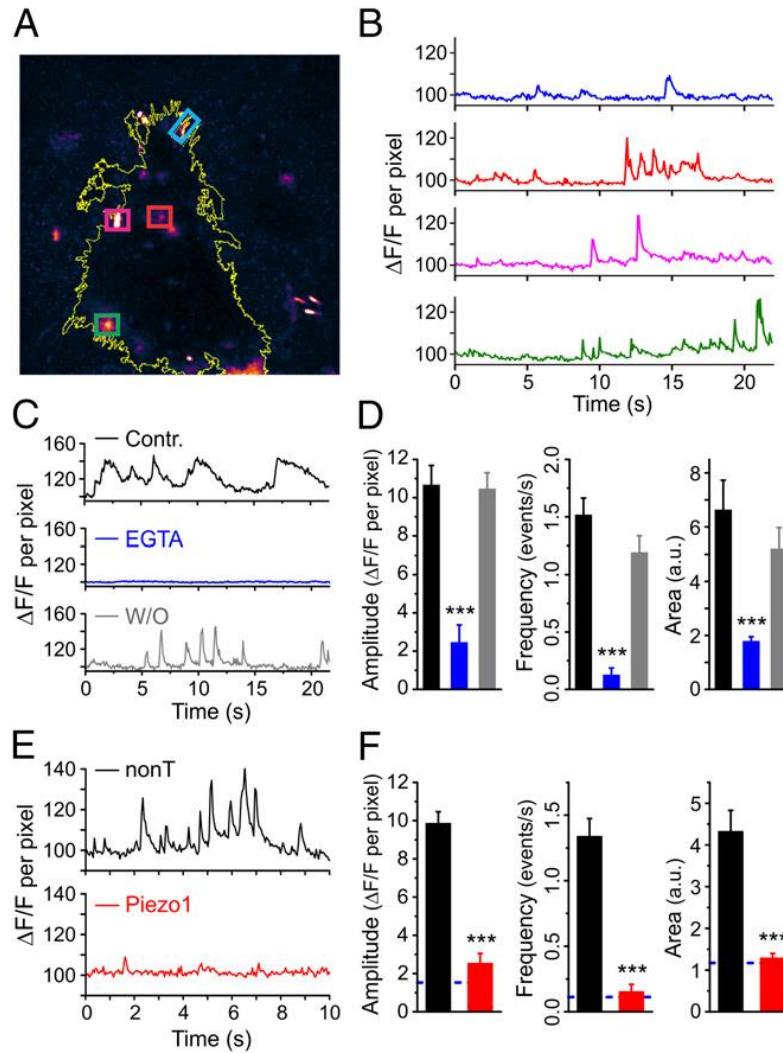 A
B
120
100
120
100
120
100
120
100
ΔF/F per pixel
0 5 10 15 20
Time (s)
C
160
120
Contr.
160
120
EGTA
160
120
W/O
ΔF/F per pixel
0 5 10 15 20
Time (s)
D
12
10
8
6
4
2
0
Amplitude (ΔF/F per pixel)
***
2.0
1.5
1.0
0.5
0.0
Frequency (events/s)
***
8
6
4
2
0
Area (a.u.)
***
E
140
120
100
nonT
140
120
100
Piezo1
ΔF/F per pixel
0 2 4 6 8 10
Time (s)
F
12
10
8
6
4
2
0
Amplitude (ΔF/F per pixel)
***
1.5
1.0
0.5
0.0
Frequency (events/s)
***
5
4
3
2
1
0
Area (a.u.)
***